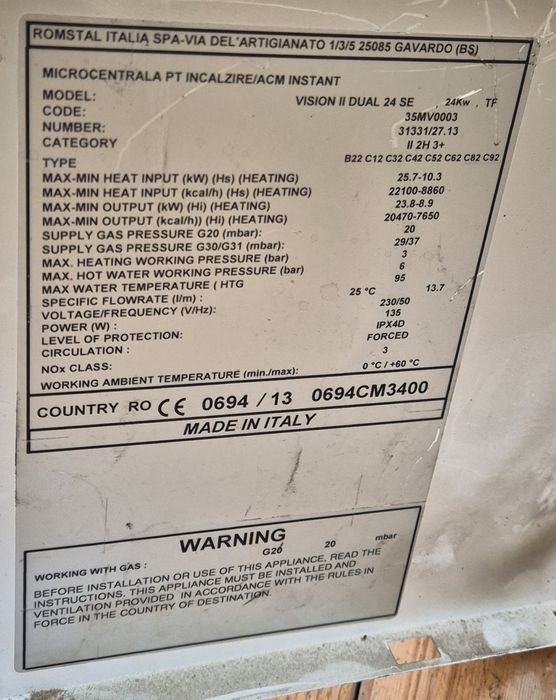 ROMSTAL ITALIA SPA-VIA DEL'ARTIGIANATO 1/3/5 25085 GAVARDO (BS)
MICROCENTRALA PT INCALZIRE/ACM INSTANT
MODEL: VISION II DUAL 24 SE , 24Kw , TF
CODE: 35MV0003
NUMBER: 31331/27.13
CATEGORY II 2H 3+
TYPE B22 C12 C32 C42 C52 C62 C82 C92
MAX-MIN HEAT INPUT (kW) (Hs) (HEATING) 25.7-10.3
MAX-MIN HEAT INPUT (kcal/h) (Hs) (HEATING) 22100-8860
MAX-MIN OUTPUT (kW) (Hi) (HEATING) 23.8-8.9
MAX-MIN OUTPUT (kcal/h)) (Hi) (HEATING) 20470-7650
SUPPLY GAS PRESSURE G20 (mbar): 20
SUPPLY GAS PRESSURE G30/G31 (mbar): 29/37
MAX. HEATING WORKING PRESSURE (bar) 3
MAX. HOT WATER WORKING PRESSURE (bar) 6
MAX WATER TEMPERATURE ( HTG 95
SPECIFIC FLOWRATE (l/m) : 25 °C 13.7
VOLTAGE/FREQUENCY (V/Hz): 230/50
POWER (W) : 135
LEVEL OF PROTECTION: IPX4D
CIRCULATION : FORCED
NOx CLASS: 3
WORKING AMBIENT TEMPERATURE (min./max): 0 °C / +60 °C
COUNTRY RO CE 0694 / 13 0694CM3400
MADE IN ITALY
WARNING
WORKING WITH GAS : G20 20 mbar
BEFORE INSTALLATION OR USE OF THIS APPLIANCE, READ THE
INSTRUCTIONS. THIS APPLIANCE MUST BE INSTALLED AND
VENTILATION PROVIDED IN ACCORDANCE WITH THE RULES IN
FORCE IN THE COUNTRY OF DESTINATION.